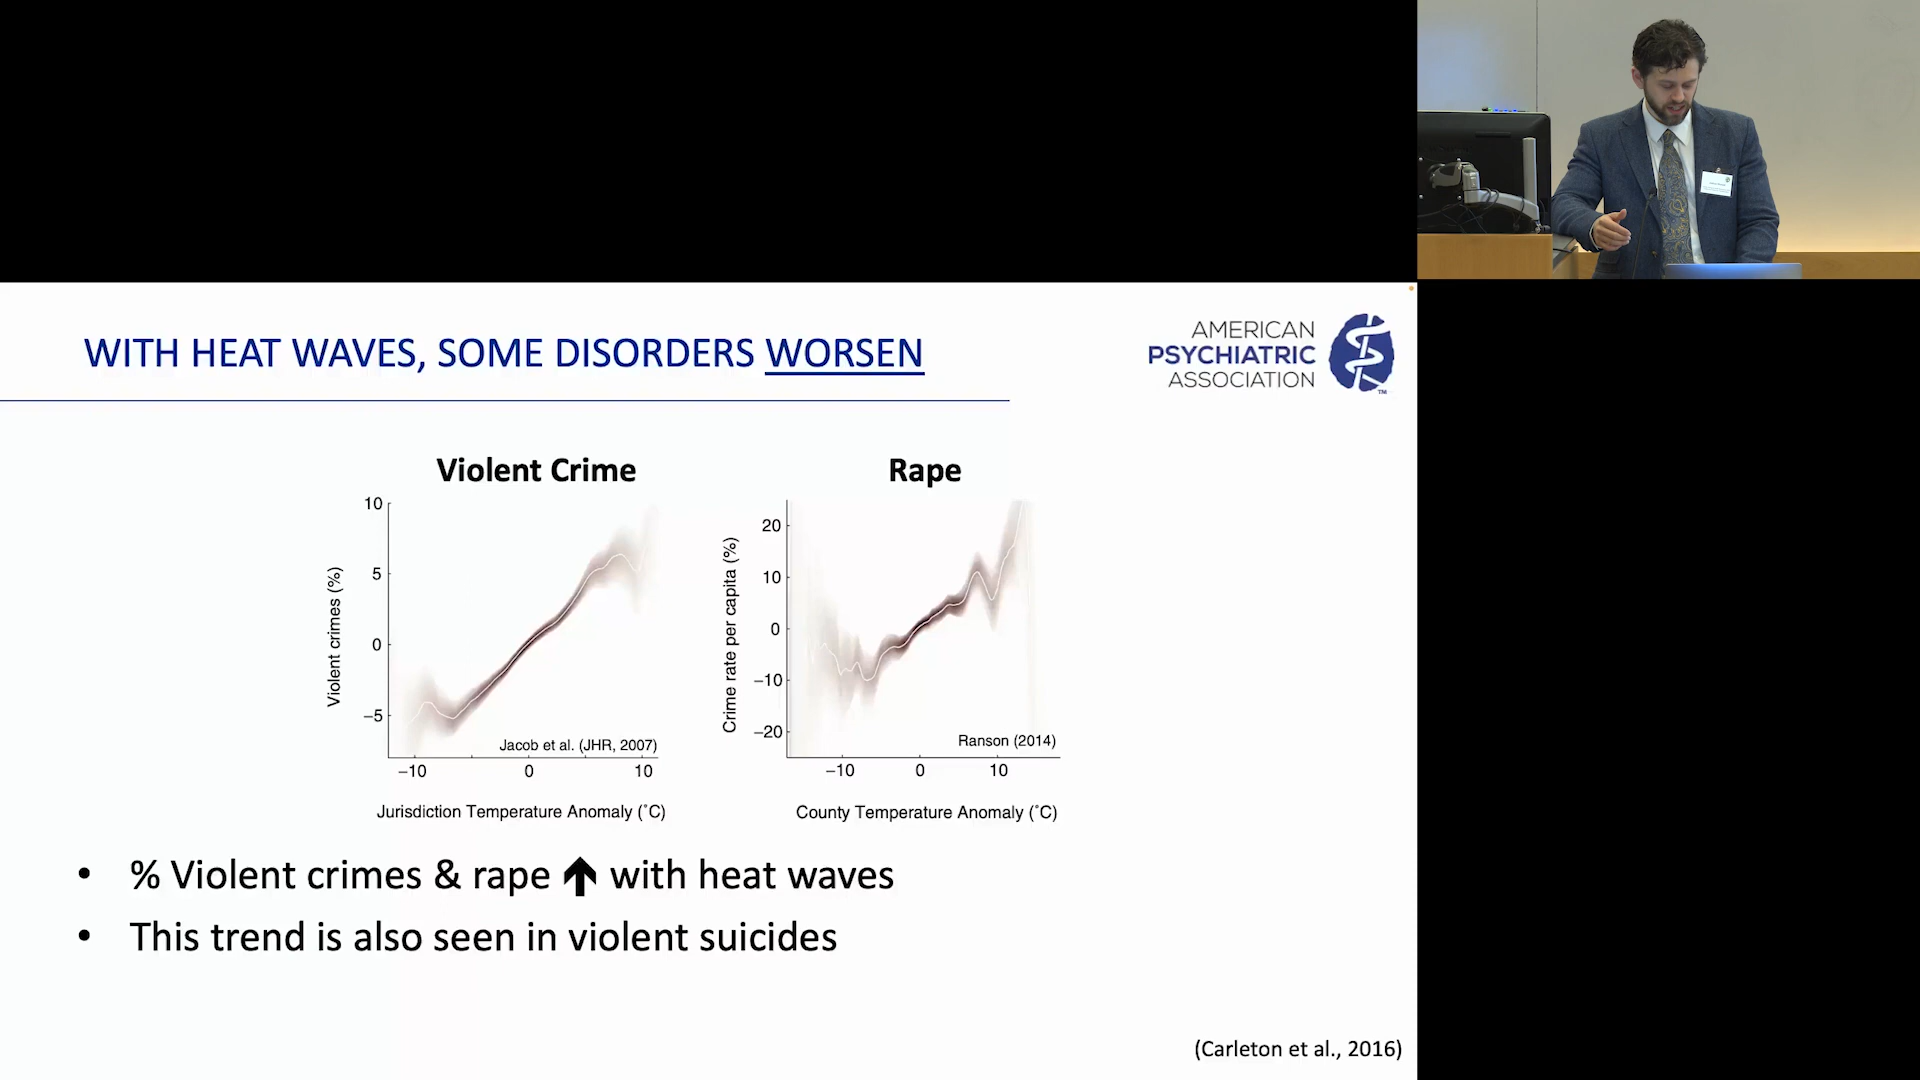 WITH HEAT WAVES, SOME DISORDERS WORSEN
AMERICAN
PSYCHIATRIC
ASSOCIATION
TM
Violent Crime
Rape
10
5
0
−5
Violent crimes (%)
Jacob et al. (JHR, 2007)
−10 0 10
Jurisdiction Temperature Anomaly (˚C)
20
10
0
−10
−20
Crime rate per capita (%)
Ranson (2014)
−10 0 10
County Temperature Anomaly (˚C)
• % Violent crimes & rape ↑ with heat waves
• This trend is also seen in violent suicides
(Carleton et al., 2016)